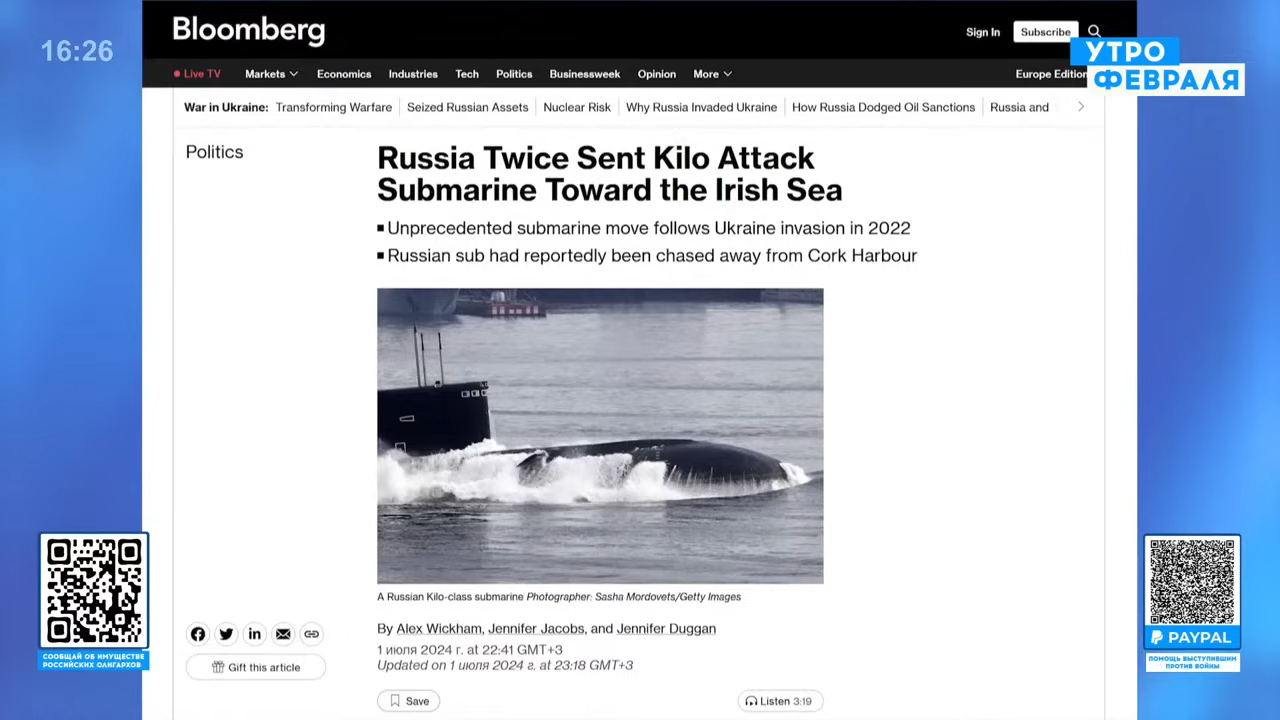 16:26
Bloomberg
Sign In
Subscribe
УТРО
ФЕВРАЛЯ
Live TV
Markets
Economics
Industries
Tech
Politics
Businessweek
Opinion
More
Europe Edition
War in Ukraine:
Transforming Warfare
Seized Russian Assets
Nuclear Risk
Why Russia Invaded Ukraine
How Russia Dodged Oil Sanctions
Russia and
Politics
Russia Twice Sent Kilo Attack
Submarine Toward the Irish Sea
Unprecedented submarine move follows Ukraine invasion in 2022
Russian sub had reportedly been chased away from Cork Harbour
A Russian Kilo-class submarine Photographer: Sasha Mordovets/Getty Images
By Alex Wickham, Jennifer Jacobs, and Jennifer Duggan
1 июля 2024 г. at 22:41 GMT+3
Updated on 1 июля 2024 г. at 23:18 GMT+3
Gift this article
Save
Listen 3:19
СООБЩАЙ ОБ ИМУЩЕСТВЕ
РОССИЙСКИХ ОЛИГАРХОВ
PAYPAL
ПОМОЩЬ ВЫСТУПИВШИМ
ПРОТИВ ВОЙНЫ